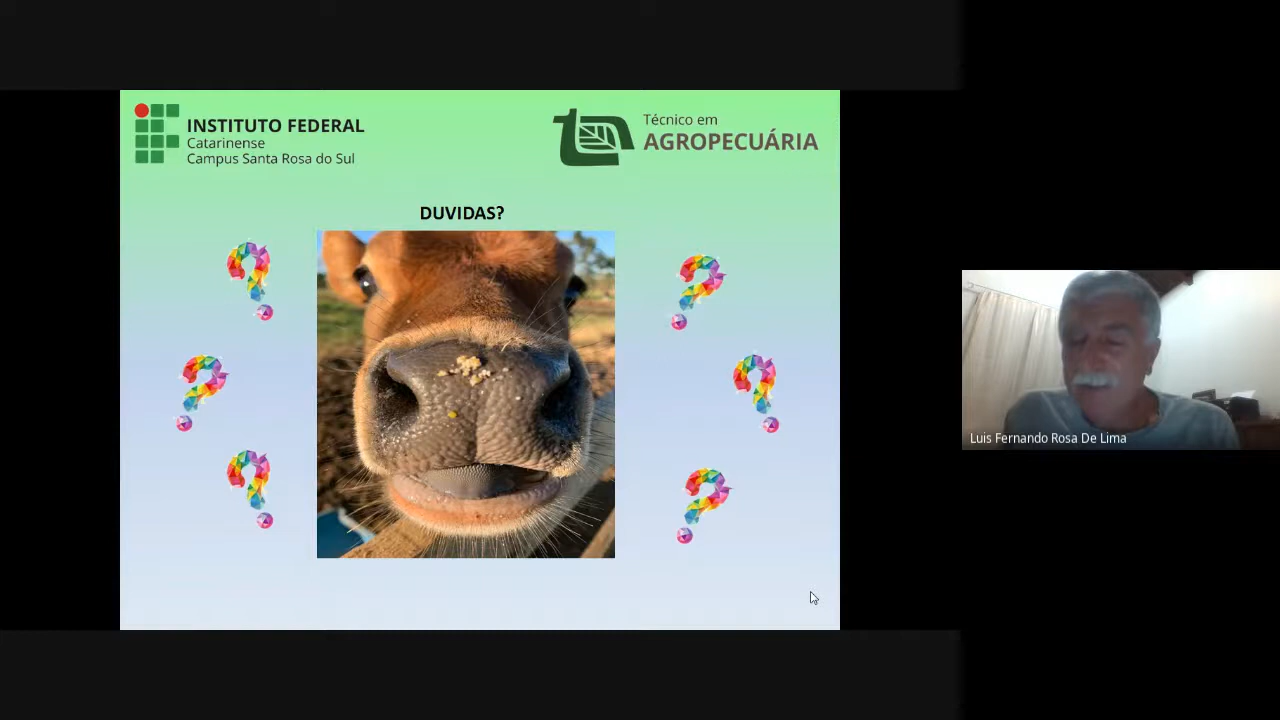 INSTITUTO FEDERAL
Catarinense
Campus Santa Rosa do Sul
Técnico em
AGROPECUÁRIA
DUVIDAS?
Luis Fernando Rosa De Lima